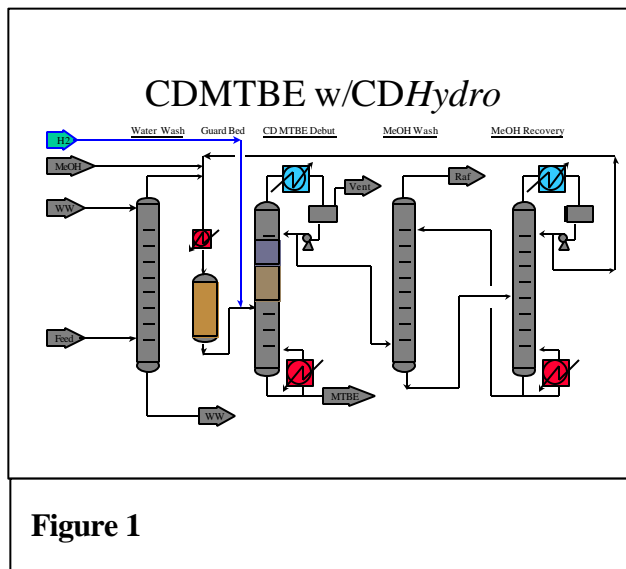 CDMTBE w/CDHydro
Water Wash Guard Bed CD MTBE Debut MeOH Wash MeOH Recovery
H2
MeOH
Vent
Raf
WW
Feed
MTBE
WW
Figure 1